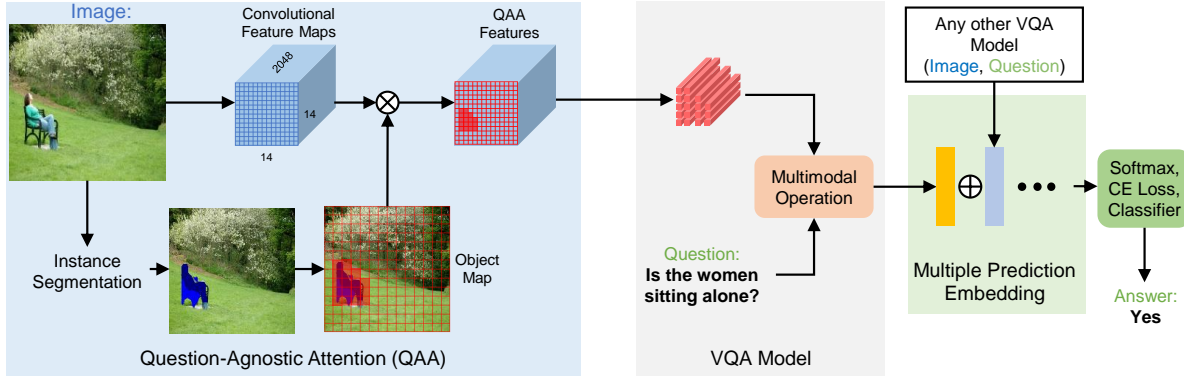 Image:
Convolutional
Feature Maps
2048
14
14
QAA
Features
Instance
Segmentation
Object
Map
Question-Agnostic Attention (QAA)
Multimodal
Operation
Question:
Is the women
sitting alone?
VQA Model
Any other VQA
Model
(Image, Question)
Multiple Prediction
Embedding
Softmax,
CE Loss,
Classifier
Answer:
Yes